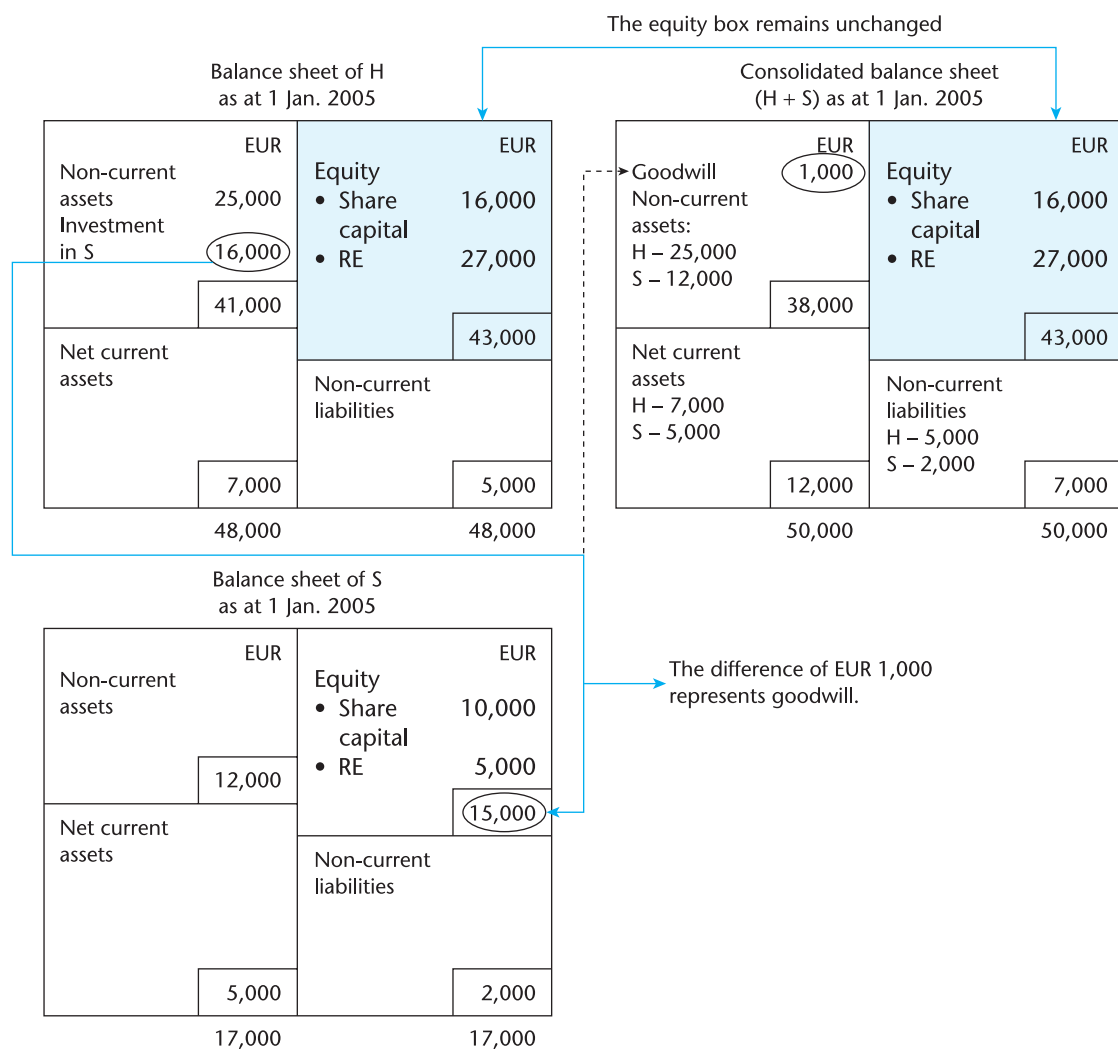 The equity box remains unchanged
Balance sheet of H
as at 1 Jan. 2005
EUR
Non-current
assets 25,000
Investment
in S 16,000
41,000
EUR
Equity
• Share 16,000
capital
• RE 27,000
43,000
Net current
assets
7,000
Non-current
liabilities
5,000
48,000 48,000
Consolidated balance sheet
(H + S) as at 1 Jan. 2005
EUR
Goodwill 1,000
Non-current
assets:
H – 25,000
S – 12,000
38,000
EUR
Equity
• Share 16,000
capital
• RE 27,000
43,000
Net current
assets
H – 7,000
S – 5,000
12,000
Non-current
liabilities
H – 5,000
S – 2,000
7,000
50,000 50,000
Balance sheet of S
as at 1 Jan. 2005
EUR
Non-current
assets
12,000
EUR
Equity
• Share 10,000
capital
• RE 5,000
15,000
Net current
assets
5,000
Non-current
liabilities
2,000
17,000 17,000
The difference of EUR 1,000
represents goodwill.